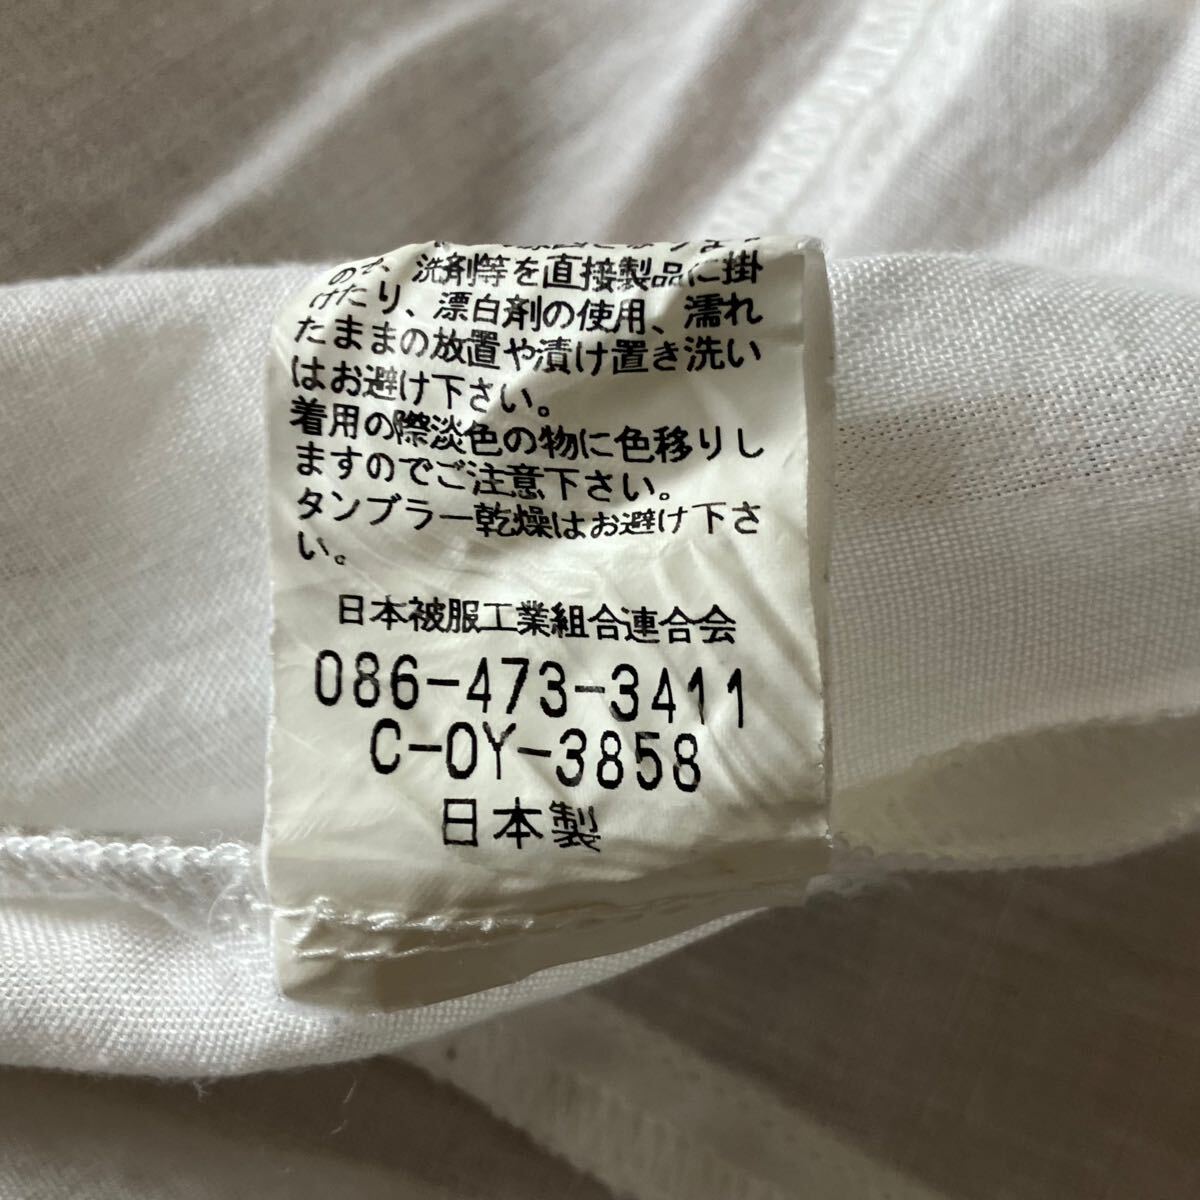 ので、洗剤等を直接製品に掛
けたり、漂白剤の使用、濡れ
たままの放置や漬け置き洗い
はお避け下さい。
着用の際淡色の物に色移りし
ますのでご注意下さい。
タンブラー乾燥はお避け下さ
い。
日本被服工業組合連合会
086-473-3411
C-OY-3858
日本製